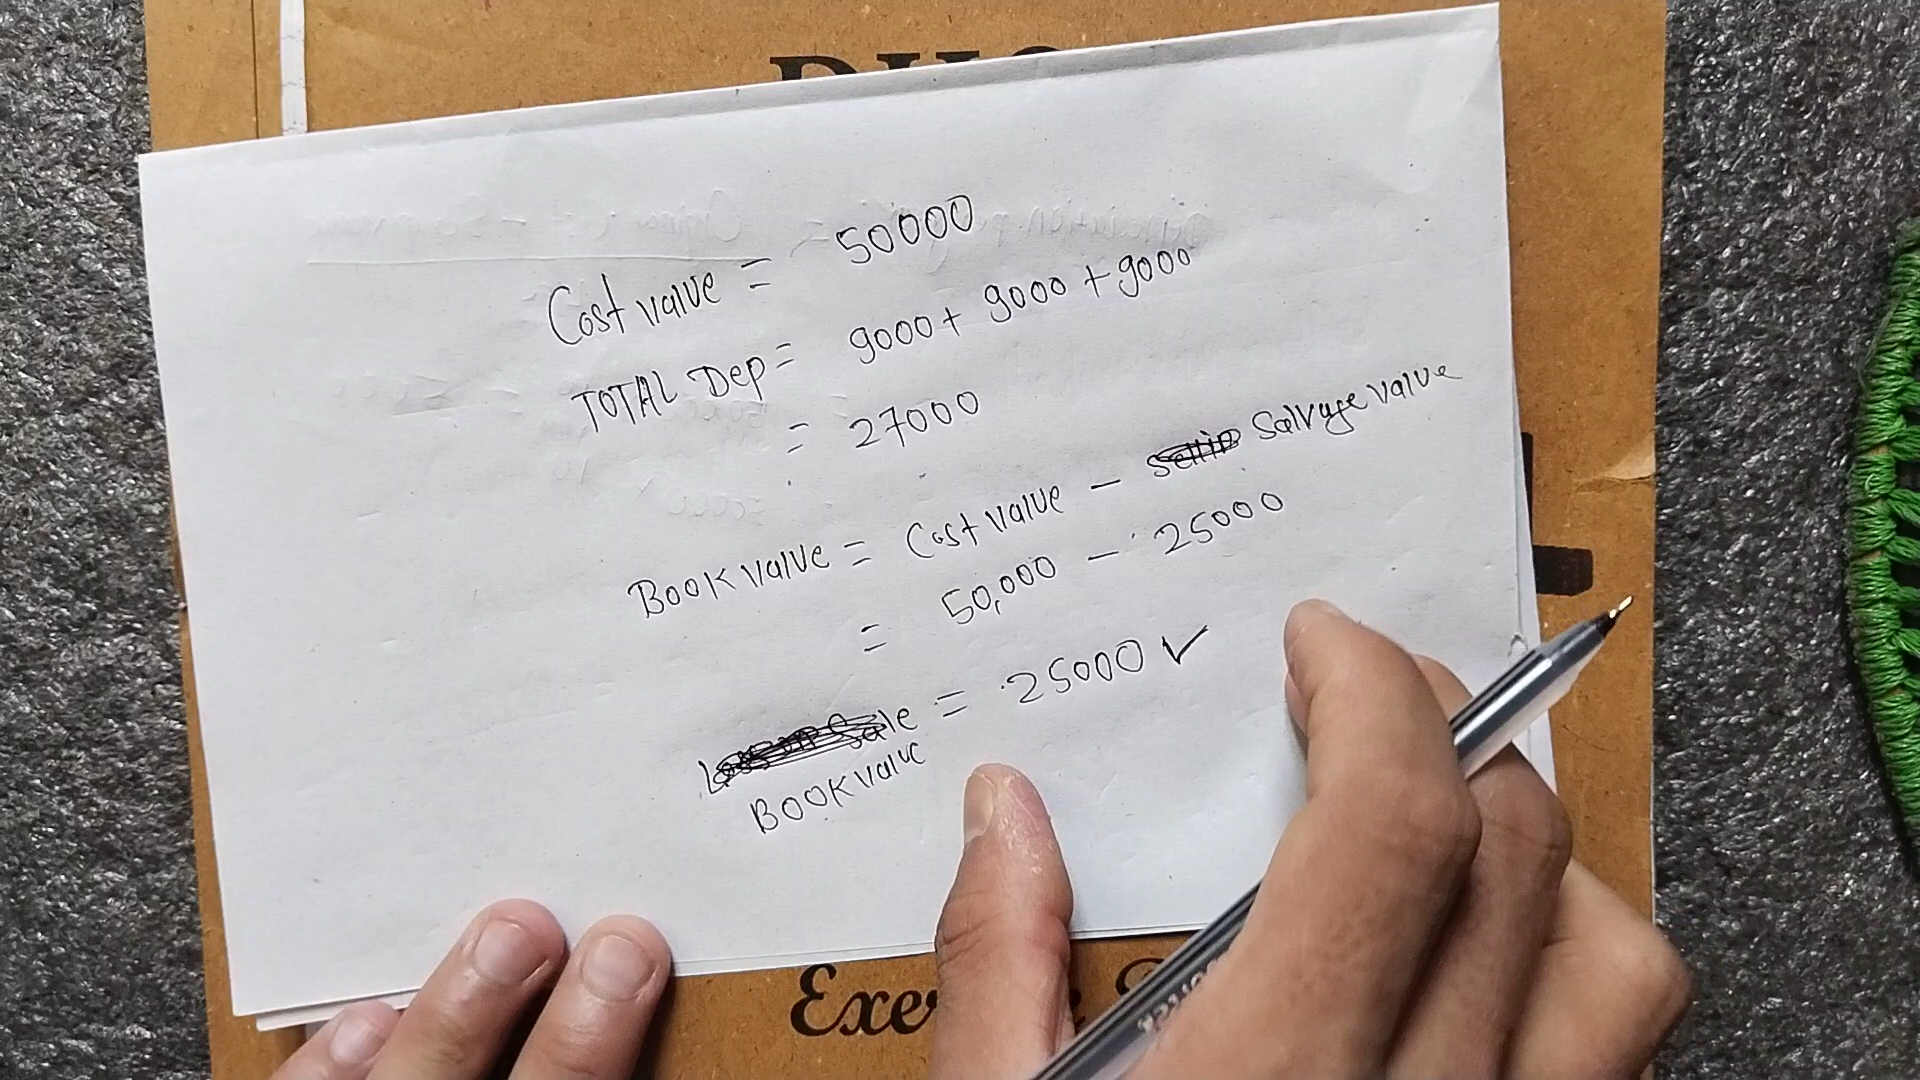 Cost value = 50000
TOTAL Dep = 9000 + 9000 + 9000
= 27000
Book value = Cost value - Salvage value
= 50,000 - 25000
= 25000 ✓
Book value